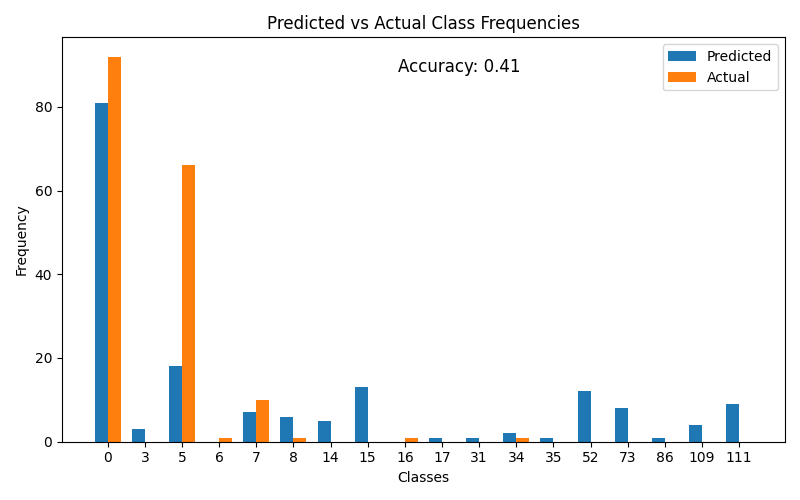 Predicted vs Actual Class Frequencies
Accuracy: 0.41
Predicted
Actual
Frequency
80
60
40
20
0
0 3 5 6 7 8 14 15 16 17 31 34 35 52 73 86 109 111
Classes